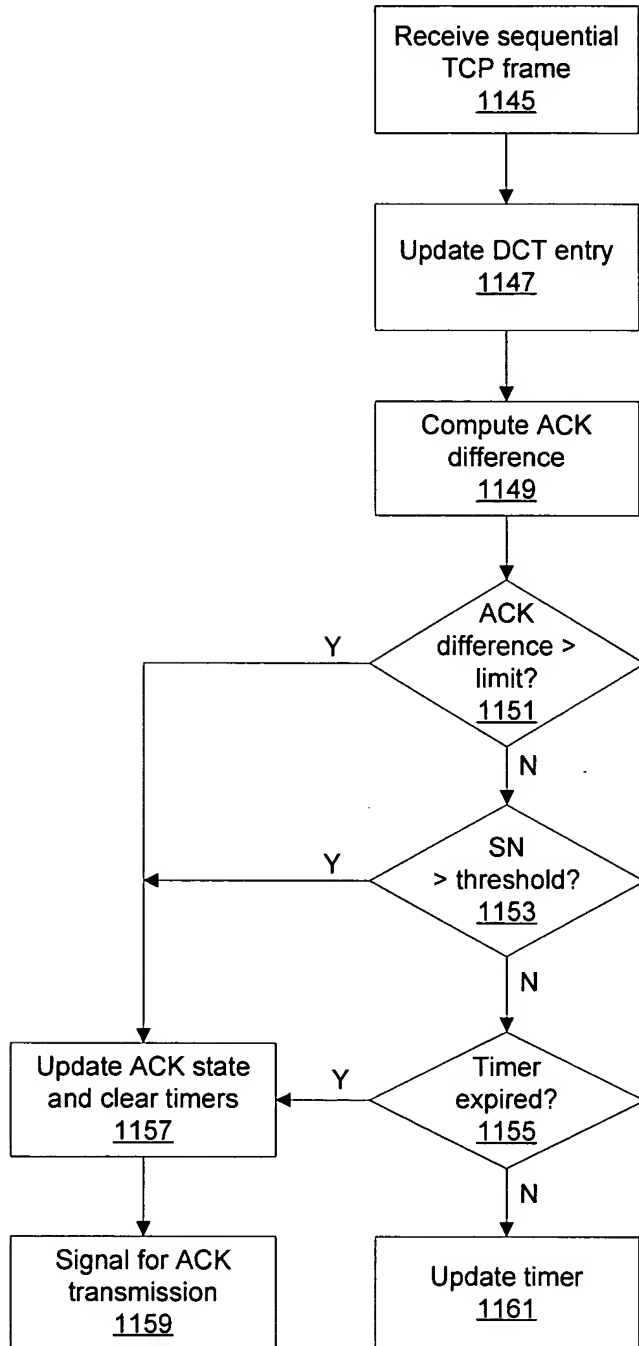 Receive sequential
TCP frame
1145
Update DCT entry
1147
Compute ACK
difference
1149
ACK
difference >
limit?
1151
Y
N
SN
> threshold?
1153
Y
N
Timer
expired?
1155
Y
N
Update ACK state
and clear timers
1157
Signal for ACK
transmission
1159
Update timer
1161